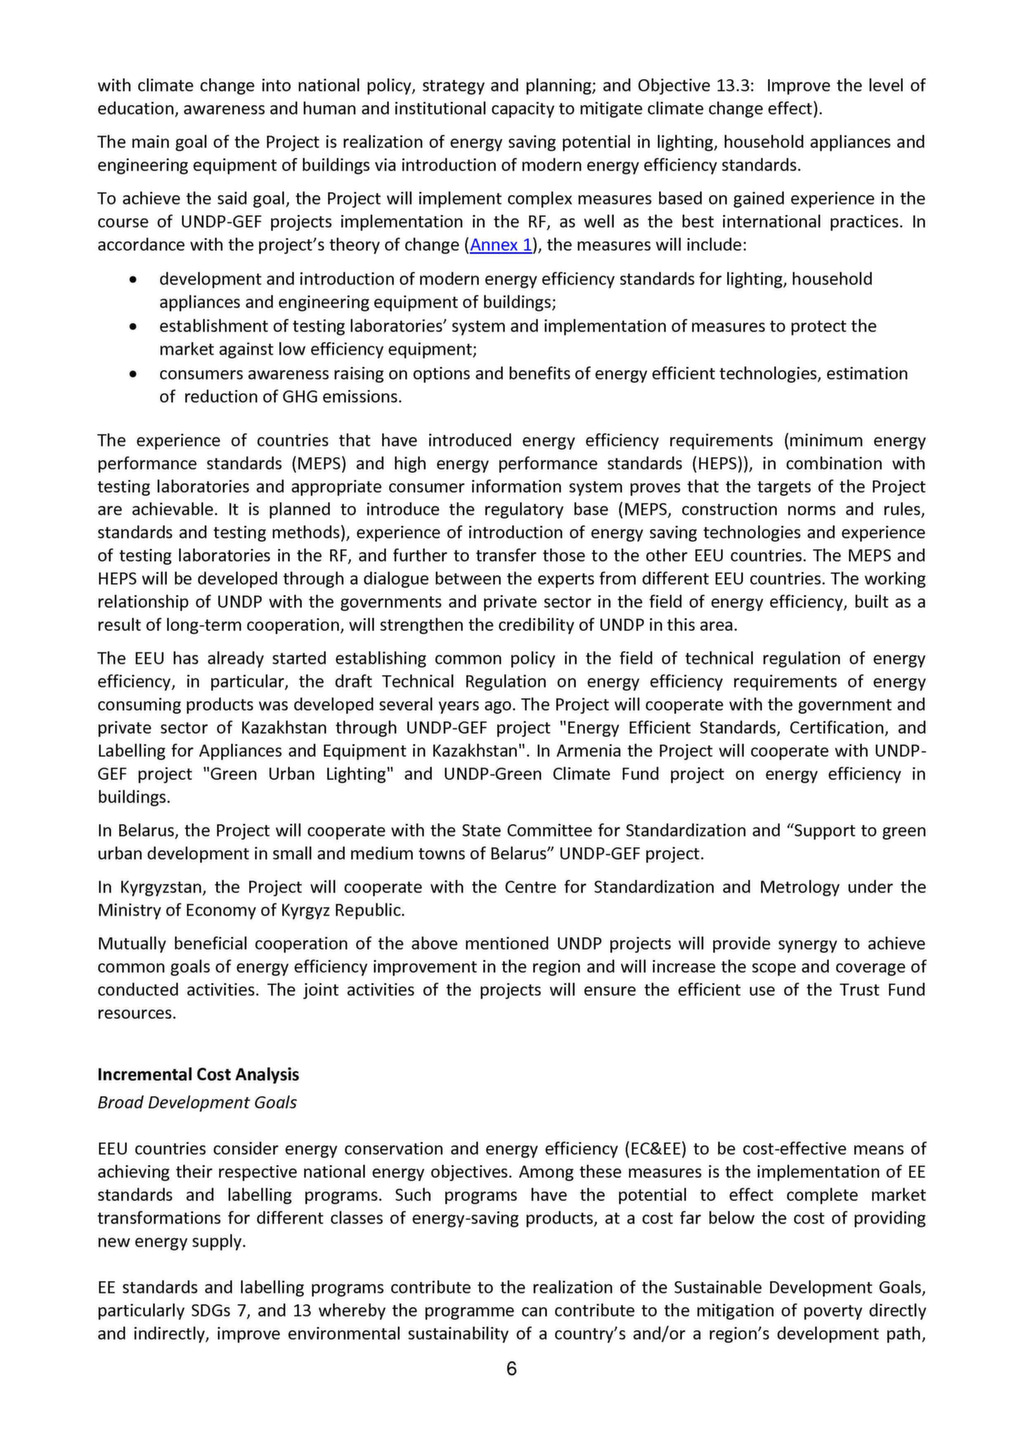 with climate change into national policy, strategy and planning; and Objective 13.3:  Improve the level of
education, awareness and human and institutional capacity to mitigate climate change effect).
The main goal of the Project is realization of energy saving potential in lighting, household appliances and
engineering equipment of buildings via introduction of modern energy efficiency standards.
To achieve the said goal, the Project will implement complex measures based on gained experience in the
course of UNDP-GEF projects implementation in the RF, as well as the best international practices. In
accordance with the project's theory of change (Annex 1), the measures will include:
• development and introduction of modern energy efficiency standards for lighting, household
appliances and engineering equipment of buildings;
• establishment of testing laboratories' system and implementation of measures to protect the
market against low efficiency equipment;
• consumers awareness raising on options and benefits of energy efficient technologies, estimation
of  reduction of GHG emissions.
The experience of countries that have introduced energy efficiency requirements (minimum energy
performance standards (MEPS) and high energy performance standards (HEPS)), in combination with
testing laboratories and appropriate consumer information system proves that the targets of the Project
are achievable. It is planned to introduce the regulatory base (MEPS, construction norms and rules,
standards and testing methods), experience of introduction of energy saving technologies and experience
of testing laboratories in the RF, and further to transfer those to the other EEU countries. The MEPS and
HEPS will be developed through a dialogue between the experts from different EEU countries. The working
relationship of UNDP with the governments and private sector in the field of energy efficiency, built as a
result of long-term cooperation, will strengthen the credibility of UNDP in this area.
The EEU has already started establishing common policy in the field of technical regulation of energy
efficiency, in particular, the draft Technical Regulation on energy efficiency requirements of energy
consuming products was developed several years ago. The Project will cooperate with the government and
private sector of Kazakhstan through UNDP-GEF project "Energy Efficient Standards, Certification, and
Labelling for Appliances and Equipment in Kazakhstan". In Armenia the Project will cooperate with UNDP-
GEF project "Green Urban Lighting" and UNDP-Green Climate Fund project on energy efficiency in
buildings.
In Belarus, the Project will cooperate with the State Committee for Standardization and “Support to green
urban development in small and medium towns of Belarus” UNDP-GEF project.
In Kyrgyzstan, the Project will cooperate with the Centre for Standardization and Metrology under the
Ministry of Economy of Kyrgyz Republic.
Mutually beneficial cooperation of the above mentioned UNDP projects will provide synergy to achieve
common goals of energy efficiency improvement in the region and will increase the scope and coverage of
conducted activities. The joint activities of the projects will ensure the efficient use of the Trust Fund
resources.
Incremental Cost Analysis
Broad Development Goals
EEU countries consider energy conservation and energy efficiency (EC&EE) to be cost-effective means of
achieving their respective national energy objectives. Among these measures is the implementation of EE
standards and labelling programs. Such programs have the potential to effect complete market
transformations for different classes of energy-saving products, at a cost far below the cost of providing
new energy supply.
EE standards and labelling programs contribute to the realization of the Sustainable Development Goals,
particularly SDGs 7, and 13 whereby the programme can contribute to the mitigation of poverty directly
and indirectly, improve environmental sustainability of a country's and/or a region's development path,
6